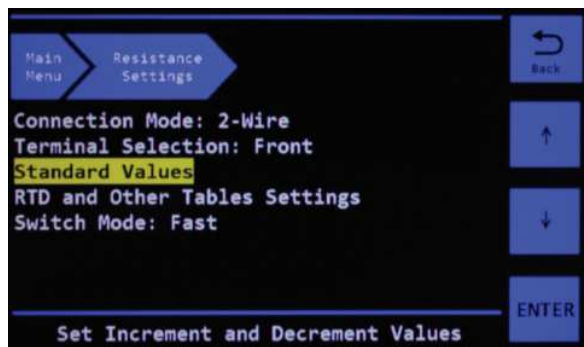 Main Menu
Resistance Settings
Back
Connection Mode: 2-Wire
Terminal Selection: Front
Standard Values
RTD and Other Tables Settings
Switch Mode: Fast
↑
↓
ENTER
Set Increment and Decrement Values